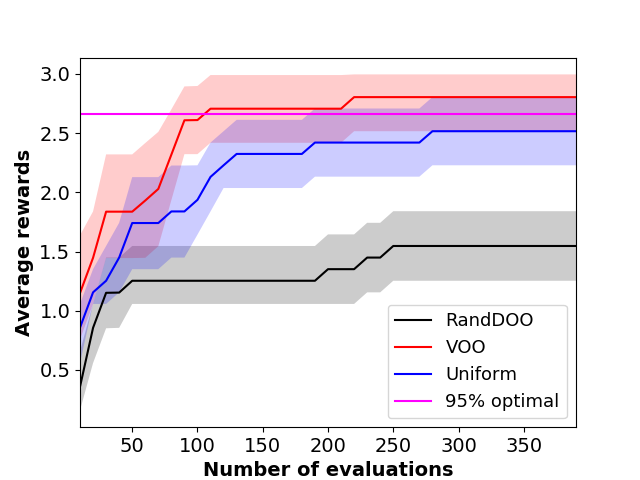 3.0
2.5
2.0
1.5
1.0
0.5
Average rewards
RandDOO
VOO
Uniform
95% optimal
50 100 150 200 250 300 350
Number of evaluations